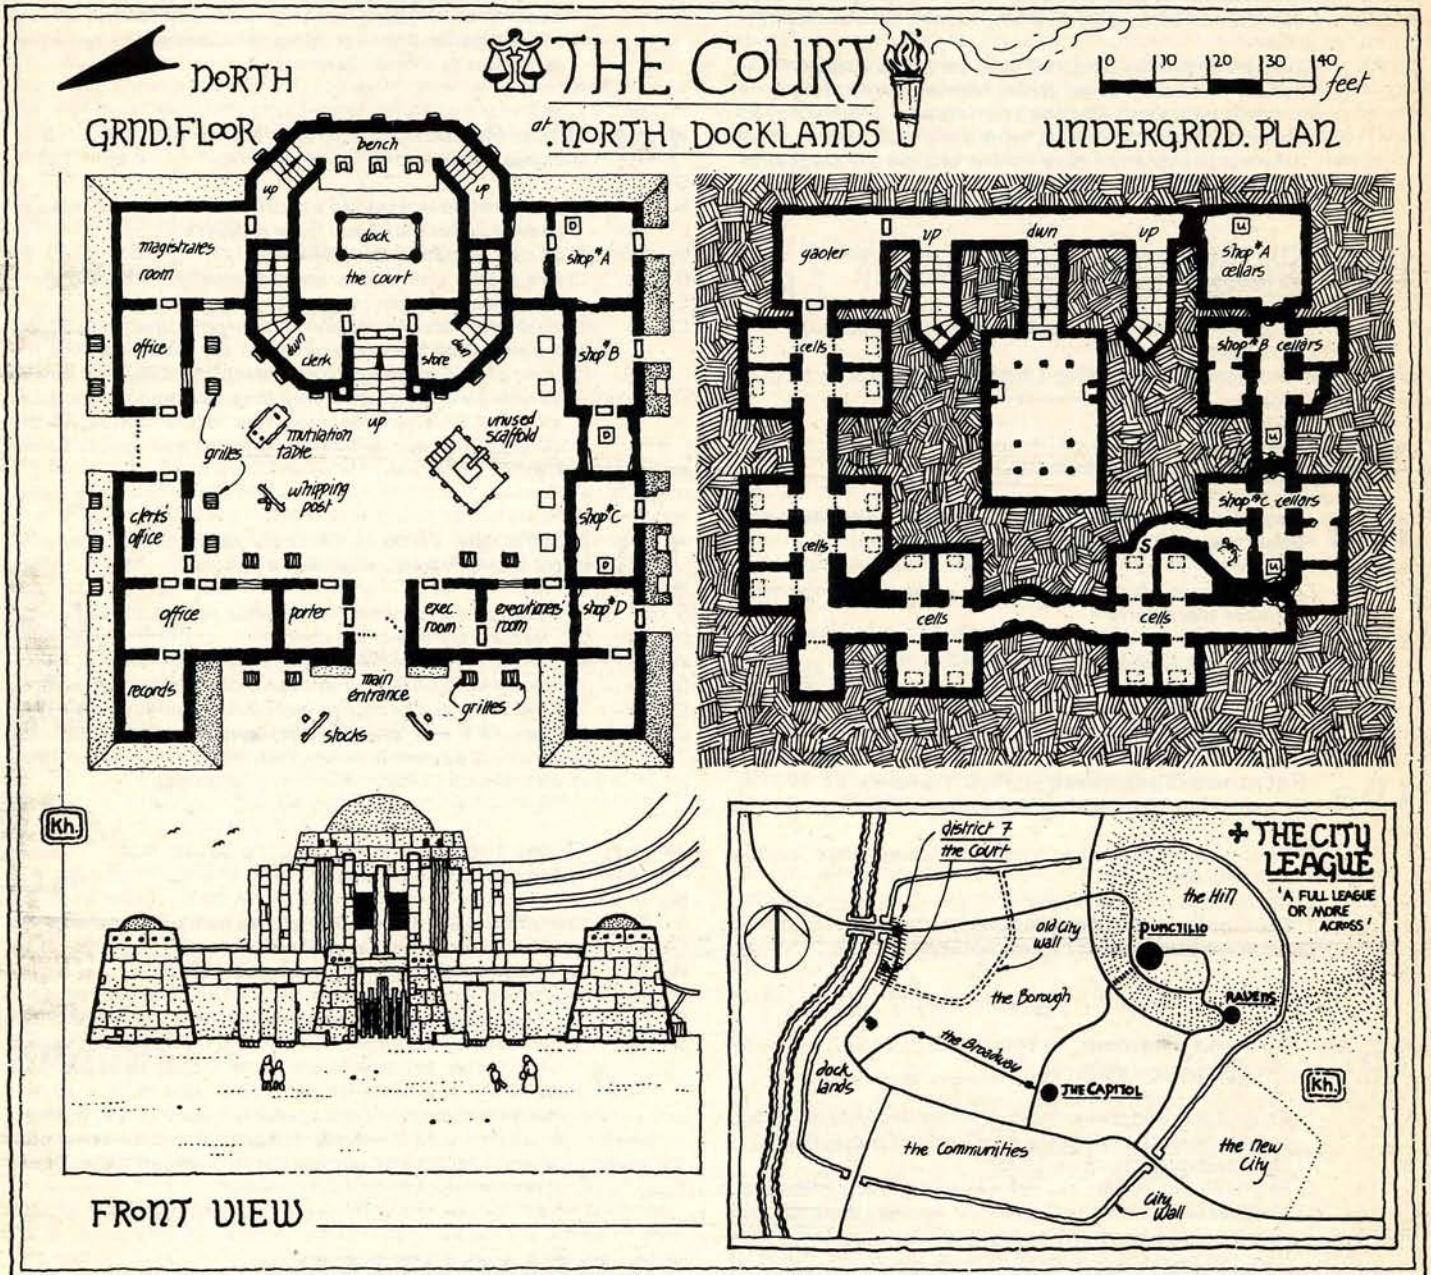 NORTH
THE COURT
0 10 20 30 40
feet
GRND. FLOOR
at NORTH DOCKLANDS
UNDERGRND. PLAN
bench
up
up
dock
the court
magistrates
room
D
shop #A
office
dwn
clerk
store
dwn
shop #B
up
mutilation
table
unused
scaffold
D
grilles
whipping
post
clerk's
office
shop #C
D
office
porter
exec.
room
executioners'
room
shop #D
records
main
entrance
grilles
stocks
gaoler
up
dwn
up
U
shop #A
cellars
cells
shop #B cellars
U
shop #C cellars
cells
S
U
cells
cells
Kh.
FRONT VIEW
THE CITY
LEAGUE
'A FULL LEAGUE
OR MORE
ACROSS'
district 7
the Court
the Hill
PUNCTILIO
old City
wall
the Borough
RAVENS
the Broadway
dock
lands
THE CAPITOL
Kh.
the Communities
the New
City
City
Wall